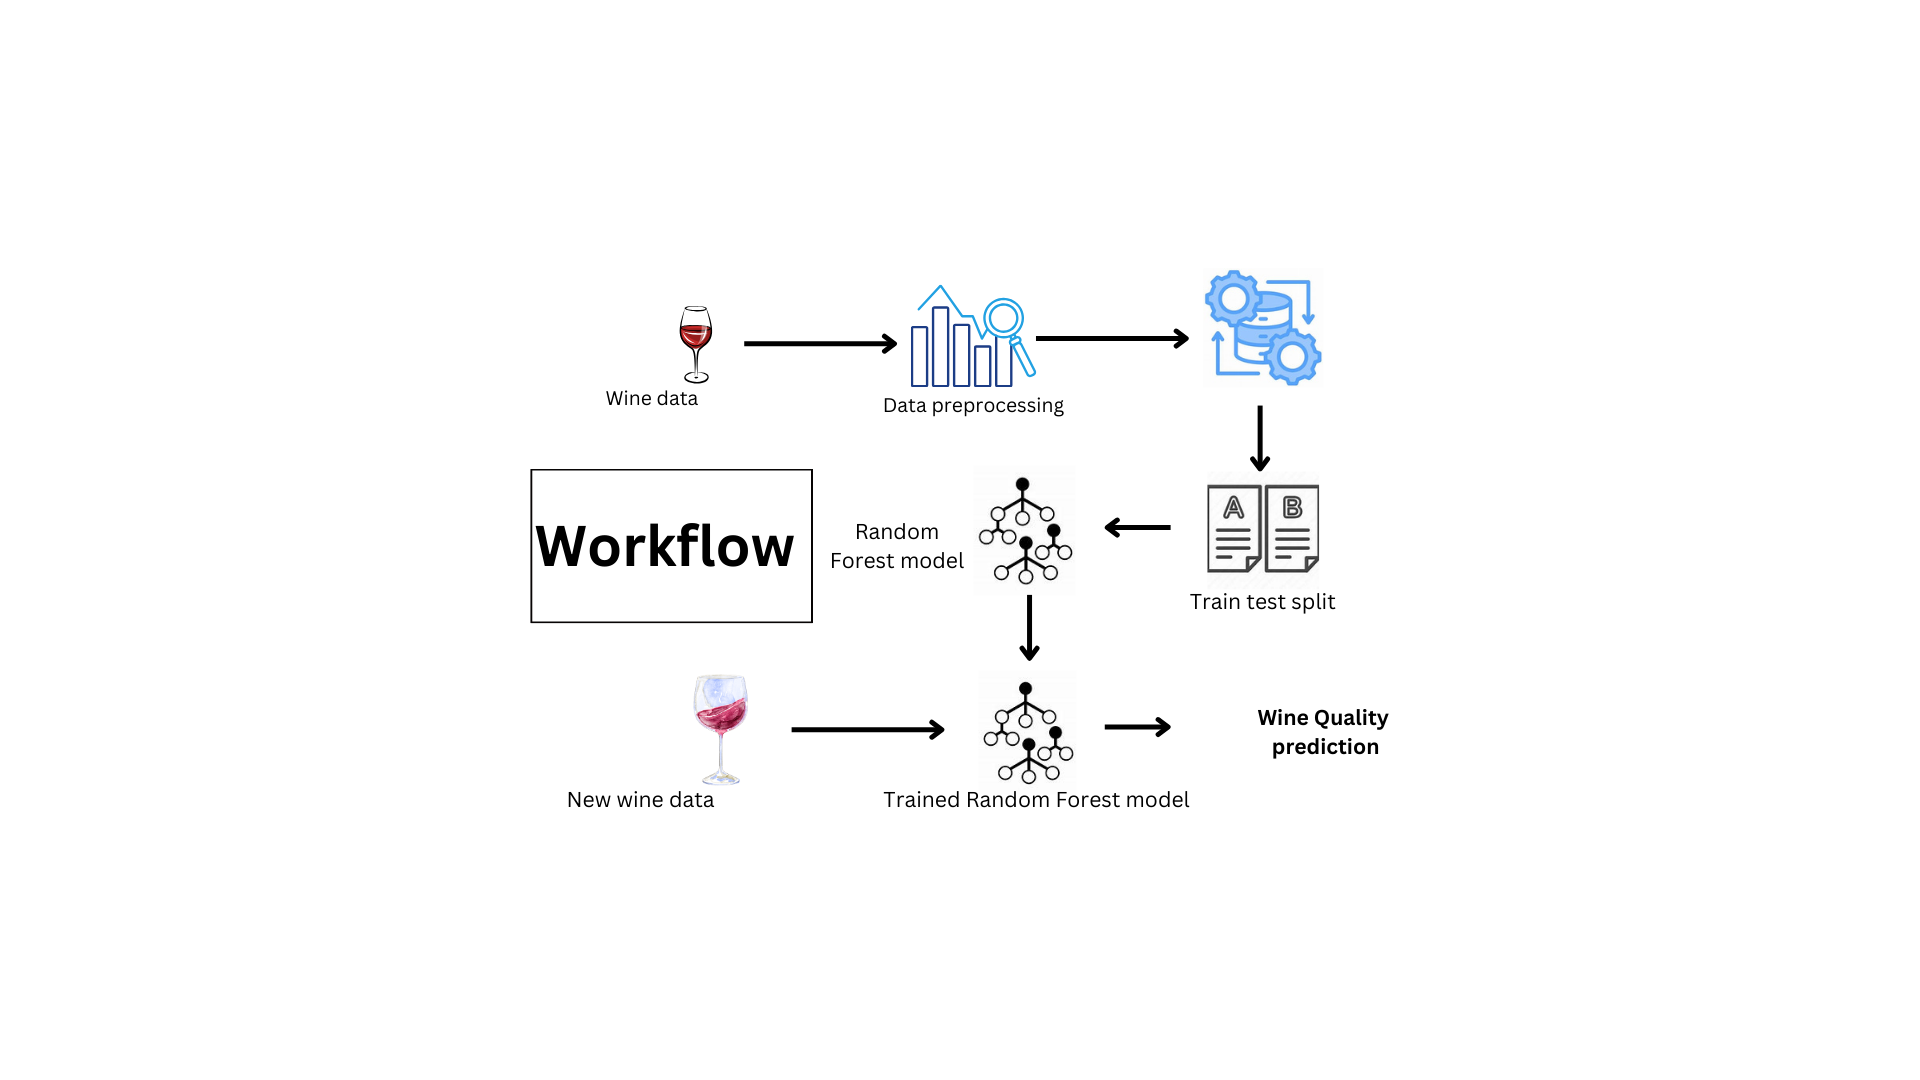 Wine data
Data preprocessing
Workflow
Random
Forest model
A B
Train test split
New wine data
Trained Random Forest model
Wine Quality
prediction